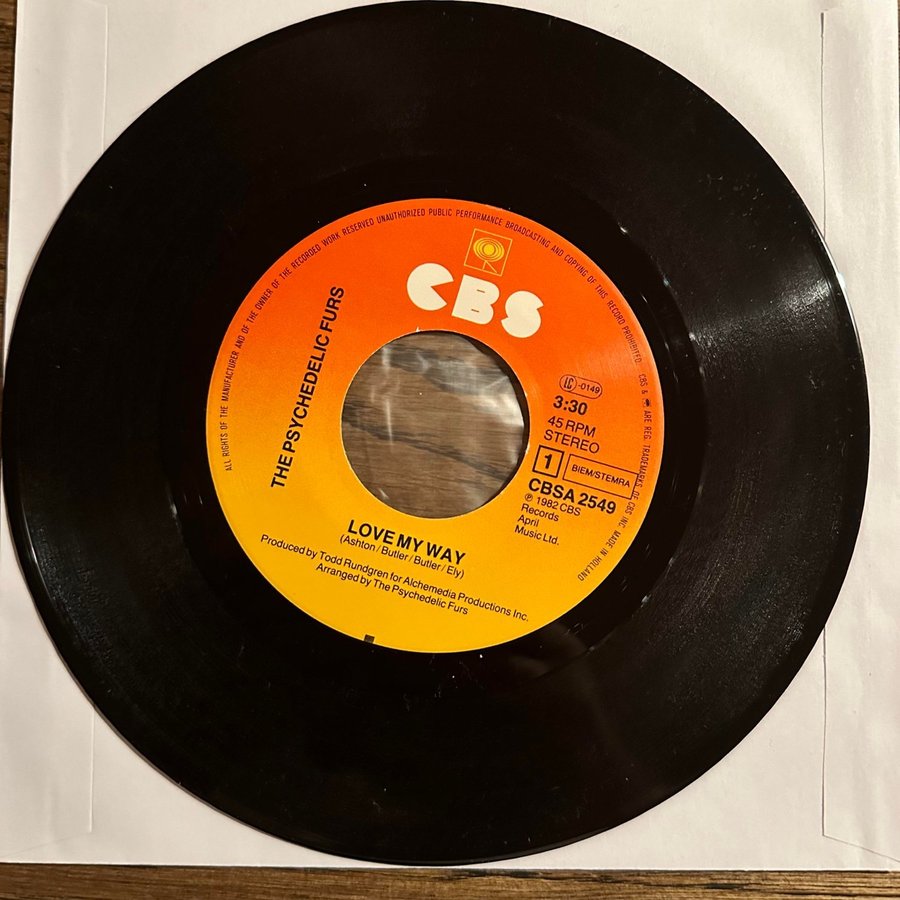 ALL RIGHTS OF THE MANUFACTURER AND OF THE OWNER OF THE RECORDED WORK RESERVED UNAUTHORIZED PUBLIC PERFORMANCE BROADCASTING AND COPYING OF THIS RECORD PROHIBITED. CBS & ARE REG. TRADEMARKS OF CBS INC. MADE IN HOLLAND
CBS
THE PSYCHEDELIC FURS
LC -0149
3:30
45 RPM
STEREO
1 BIEM/STEMRA
CBSA 2549
℗ 1982 CBS
Records
April
Music Ltd.
LOVE MY WAY
(Ashton/Butler/Butler/Ely)
Produced by Todd Rundgren for Alchemedia Productions Inc.
Arranged by The Psychedelic Furs